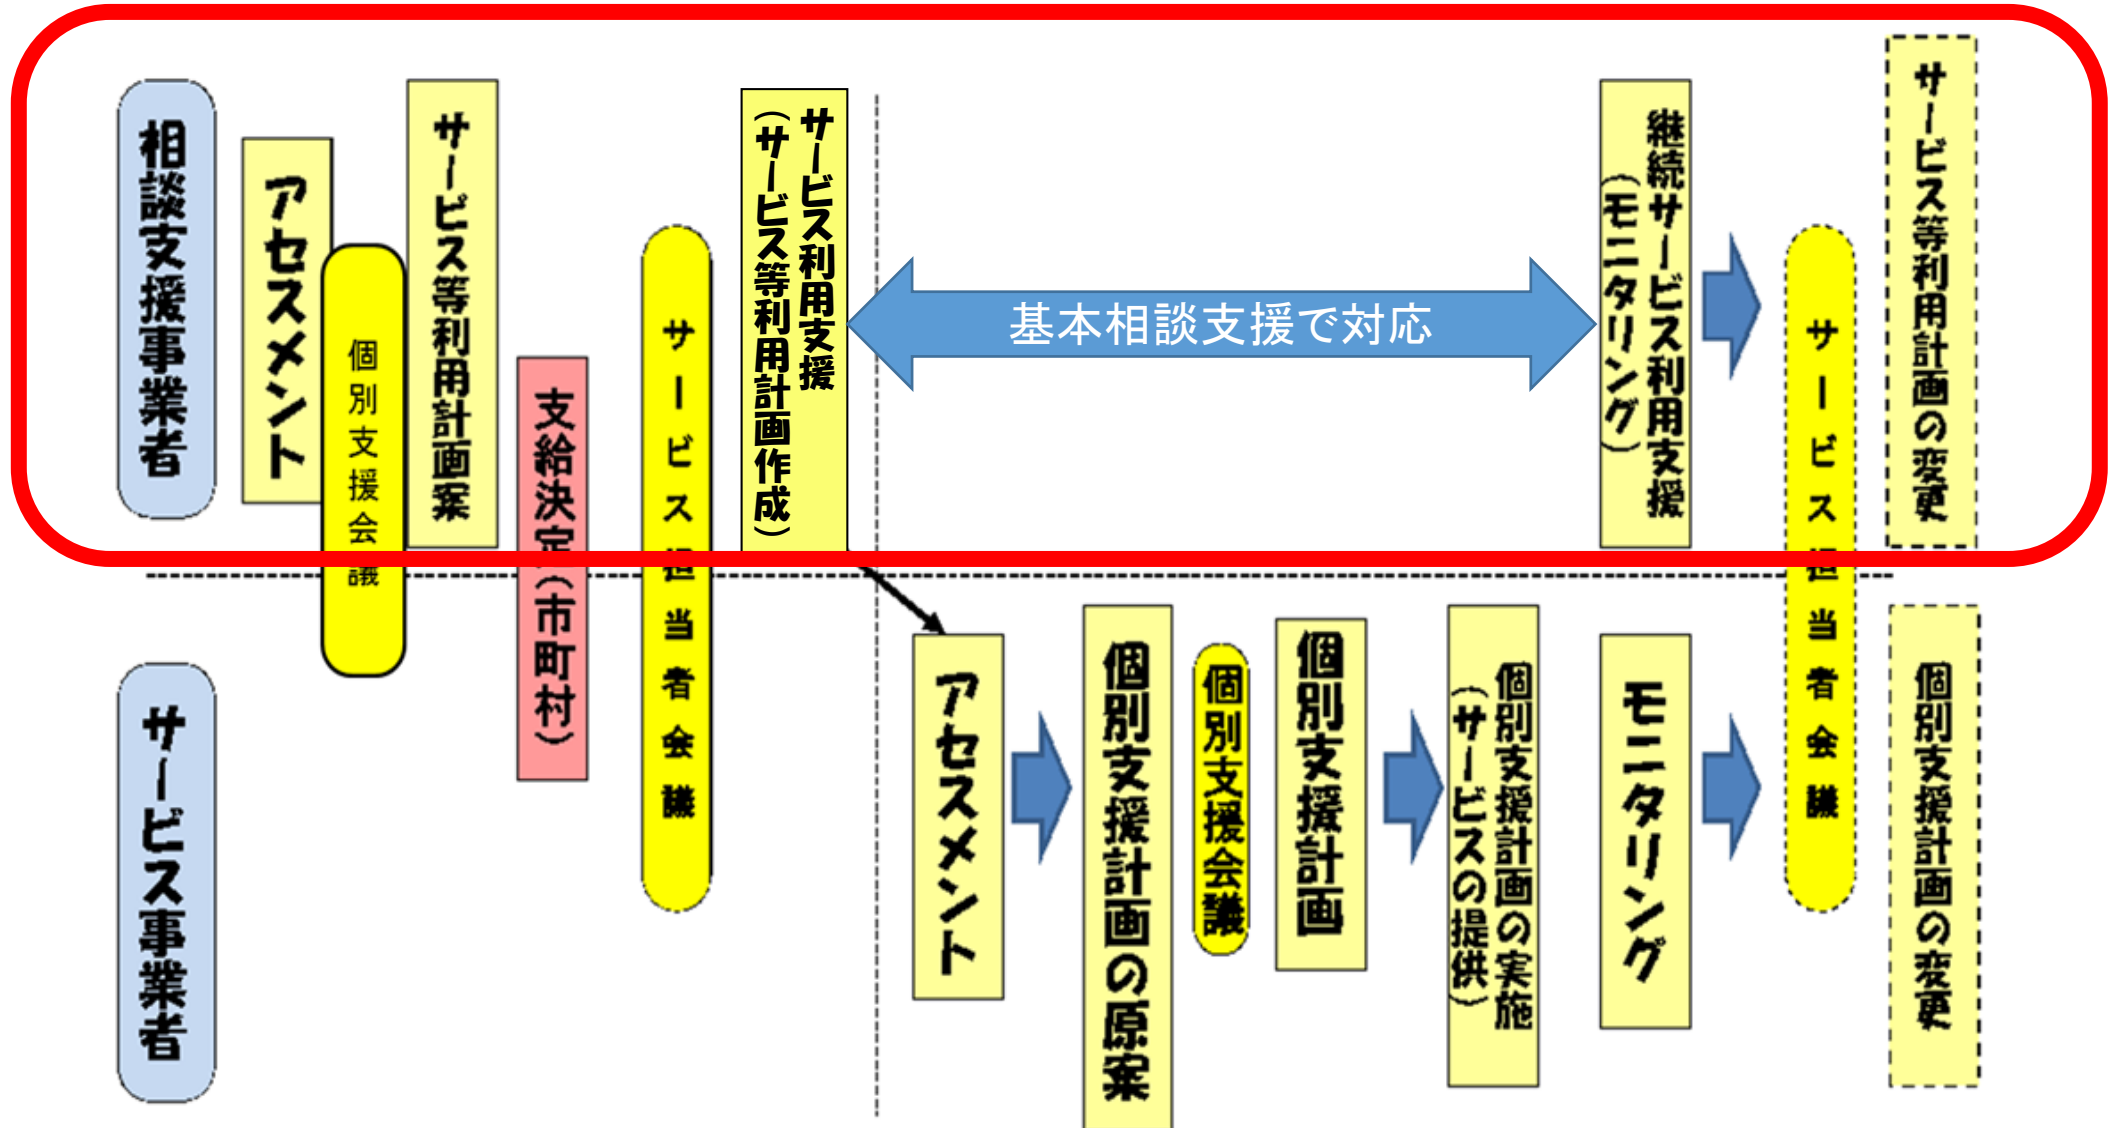 相談支援事業者
アセスメント
個別支援会議
サービス等利用計画案
支給決定(市町村)
サービス担当者会議
サービス利用支援
(サービス等利用計画作成)
基本相談支援で対応
継続サービス利用支援
(モニタリング)
サービス担当者会議
サービス等利用計画の変更
サービス事業者
アセスメント
個別支援計画の原案
個別支援会議
個別支援計画
個別支援計画の実施
(サービスの提供)
モニタリング
個別支援計画の変更